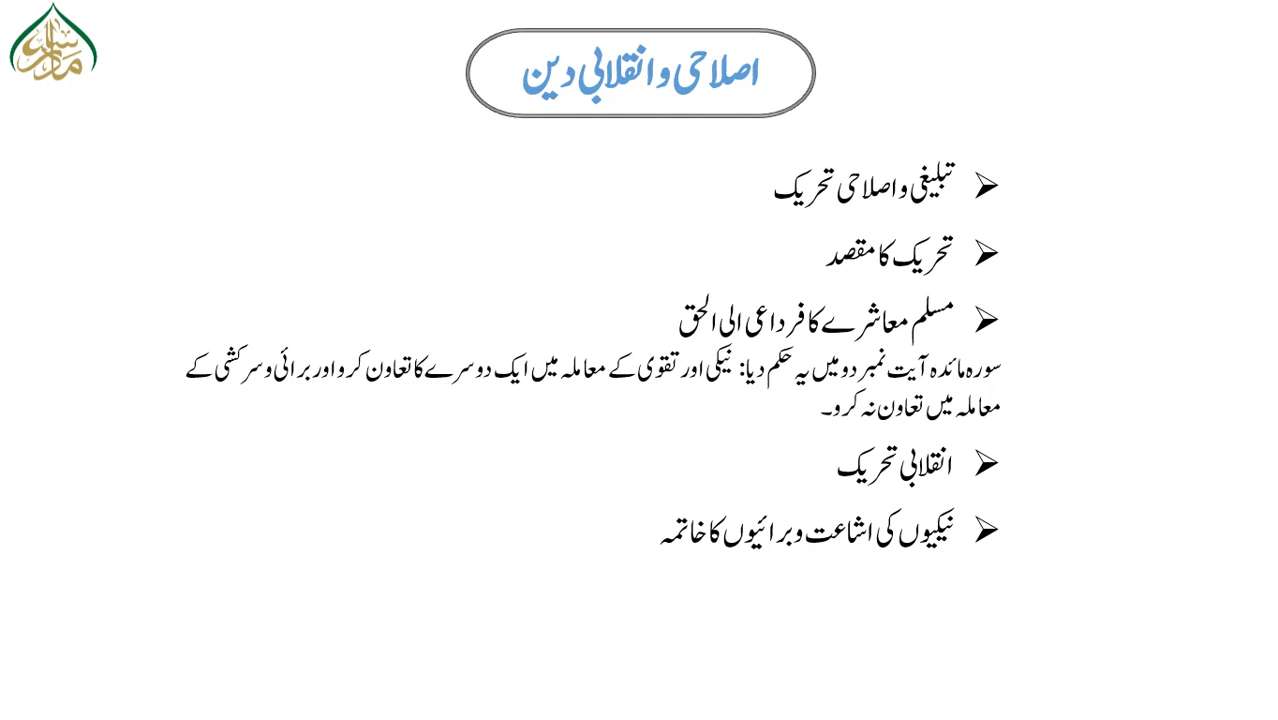 اصلاحی و انقلابی دین
تبلیغی و اصلاحی تحریک
تحریک کا مقصد
مسلم معاشرے کا فرد داعی الی الحق
سورہ مائدہ آیت نمبر دو میں یہ حکم دیا: نیکی اور تقوی کے معاملہ میں ایک دوسرے کا تعاون کرو اور برائی و سرکشی کے
معاملہ میں تعاون نہ کرو۔
انقلابی تحریک
نیکیوں کی اشاعت و برائیوں کا خاتمہ